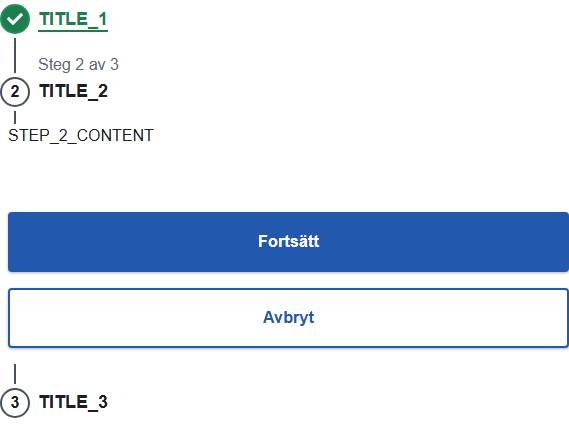 TITLE_1
Steg 2 av 3
2 TITLE_2
STEP_2_CONTENT
Fortsätt
Avbryt
3 TITLE_3